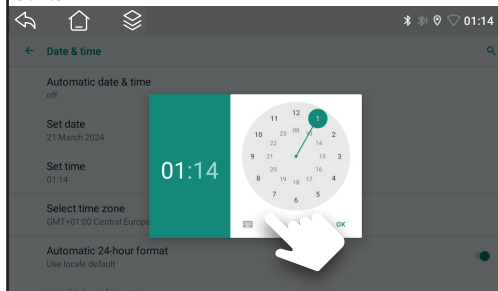 01:14
Date & time
Automatic date & time
off
Set date
21 March 2024
Set time
01:14
Select time zone
GMT+01:00 Central Europe
Automatic 24-hour format
Use locale default
01:14
12
11
1
10
23
2
22
14
9
21
15
3
20
16
8
19
18
17
4
7
5
6
OK